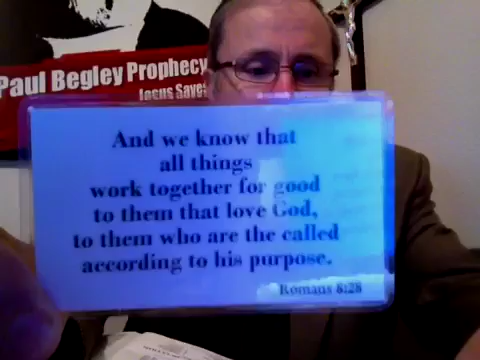 Paul Begley Prophecy
Jesus Saves
And we know that
all things
work together for good
to them that love God,
to them who are the called
according to his purpose.
Romans 8:28